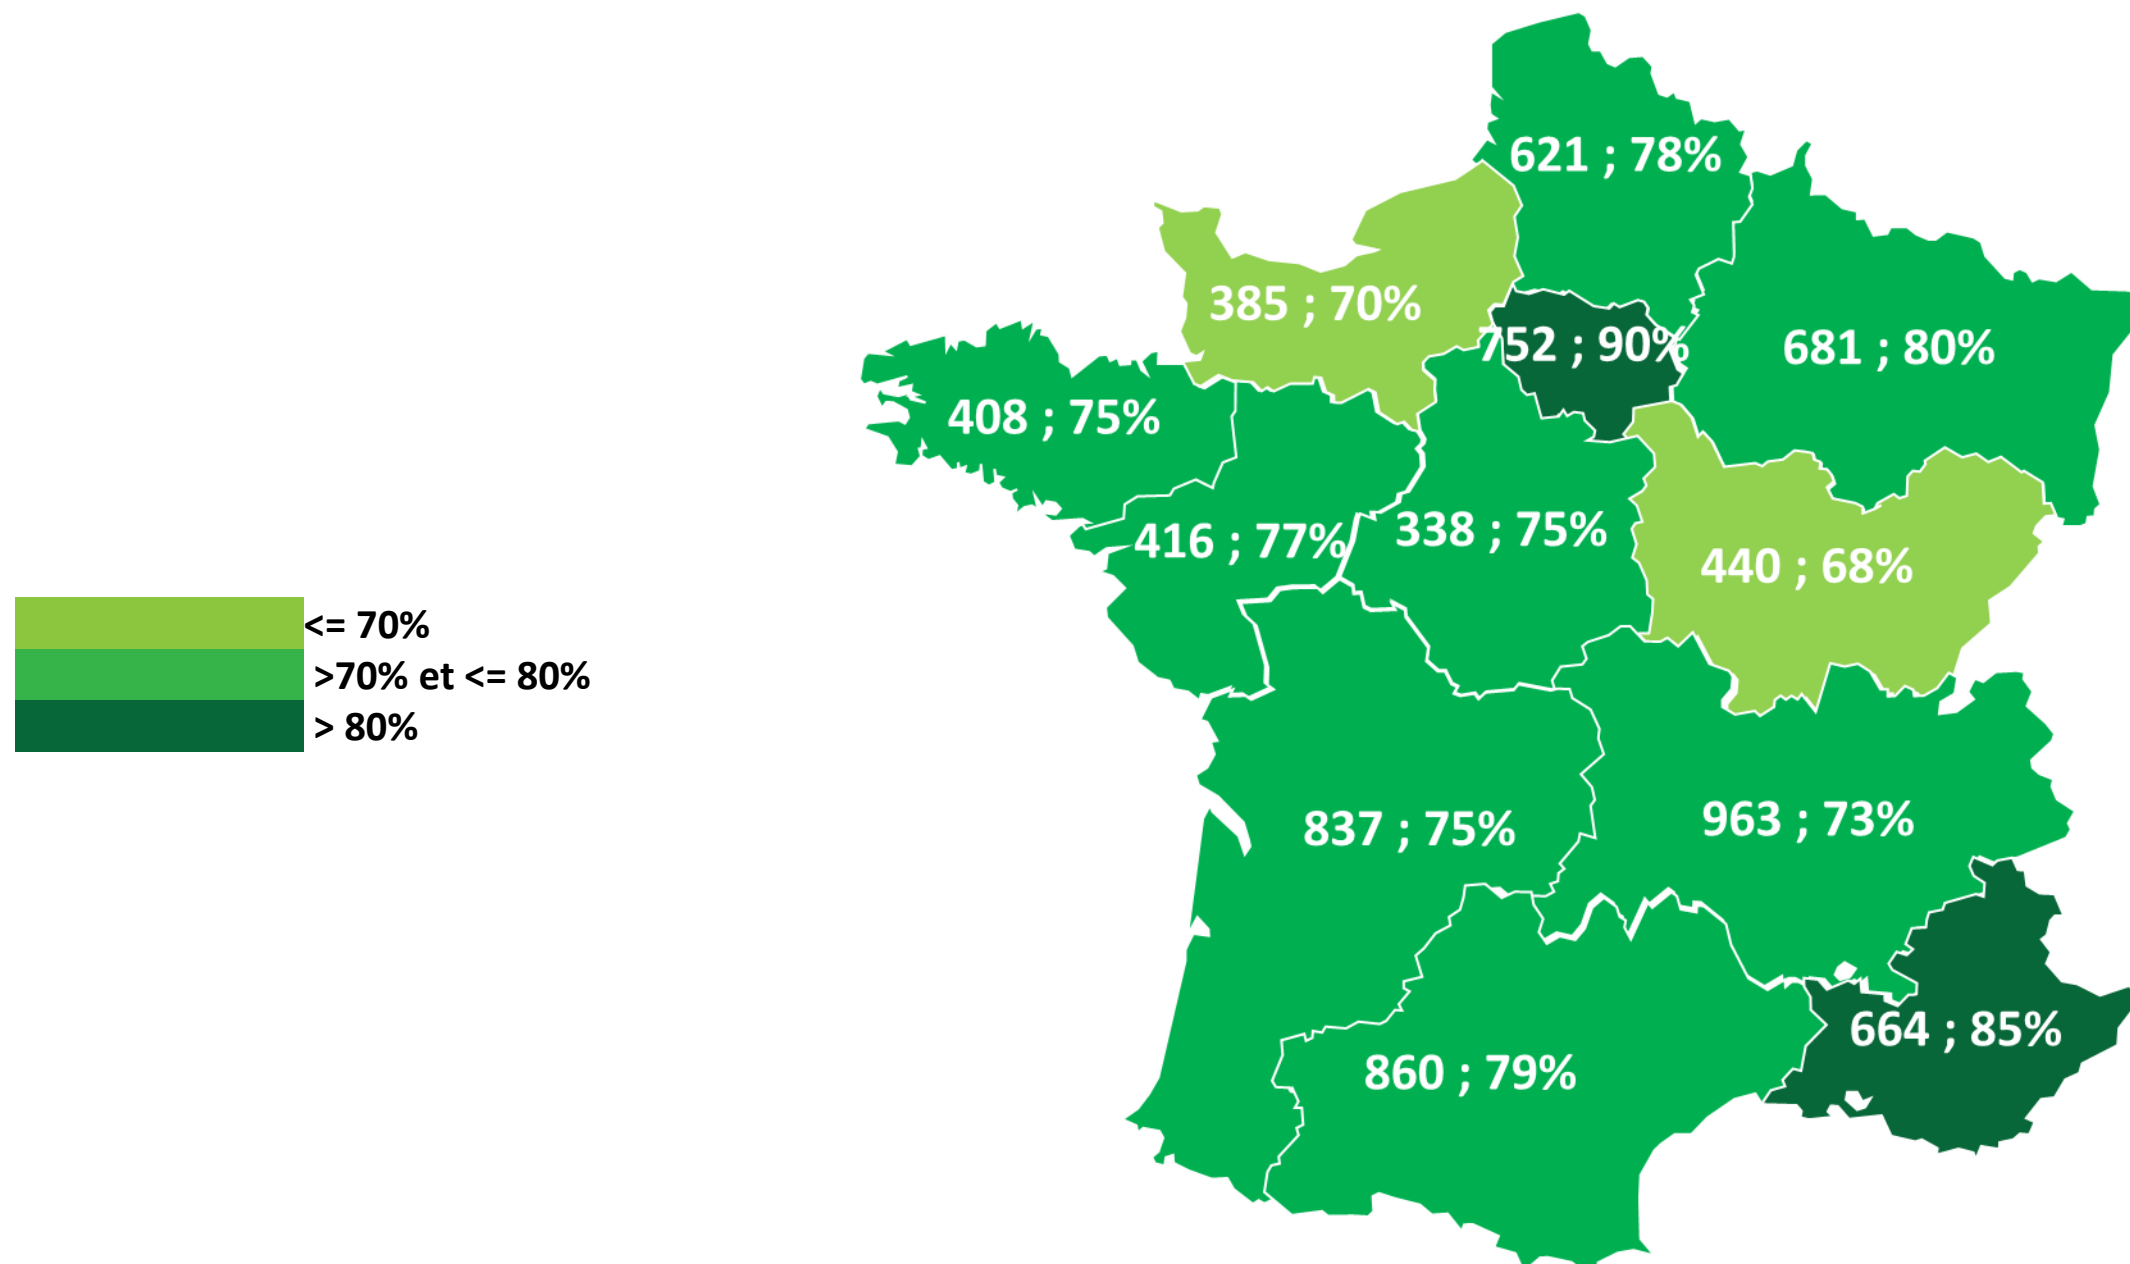 621 ; 78%
385 ; 70%
752 ; 90%
681 ; 80%
408 ; 75%
416 ; 77%
338 ; 75%
440 ; 68%
<= 70%
>70% et <= 80%
> 80%
837 ; 75%
963 ; 73%
664 ; 85%
860 ; 79%